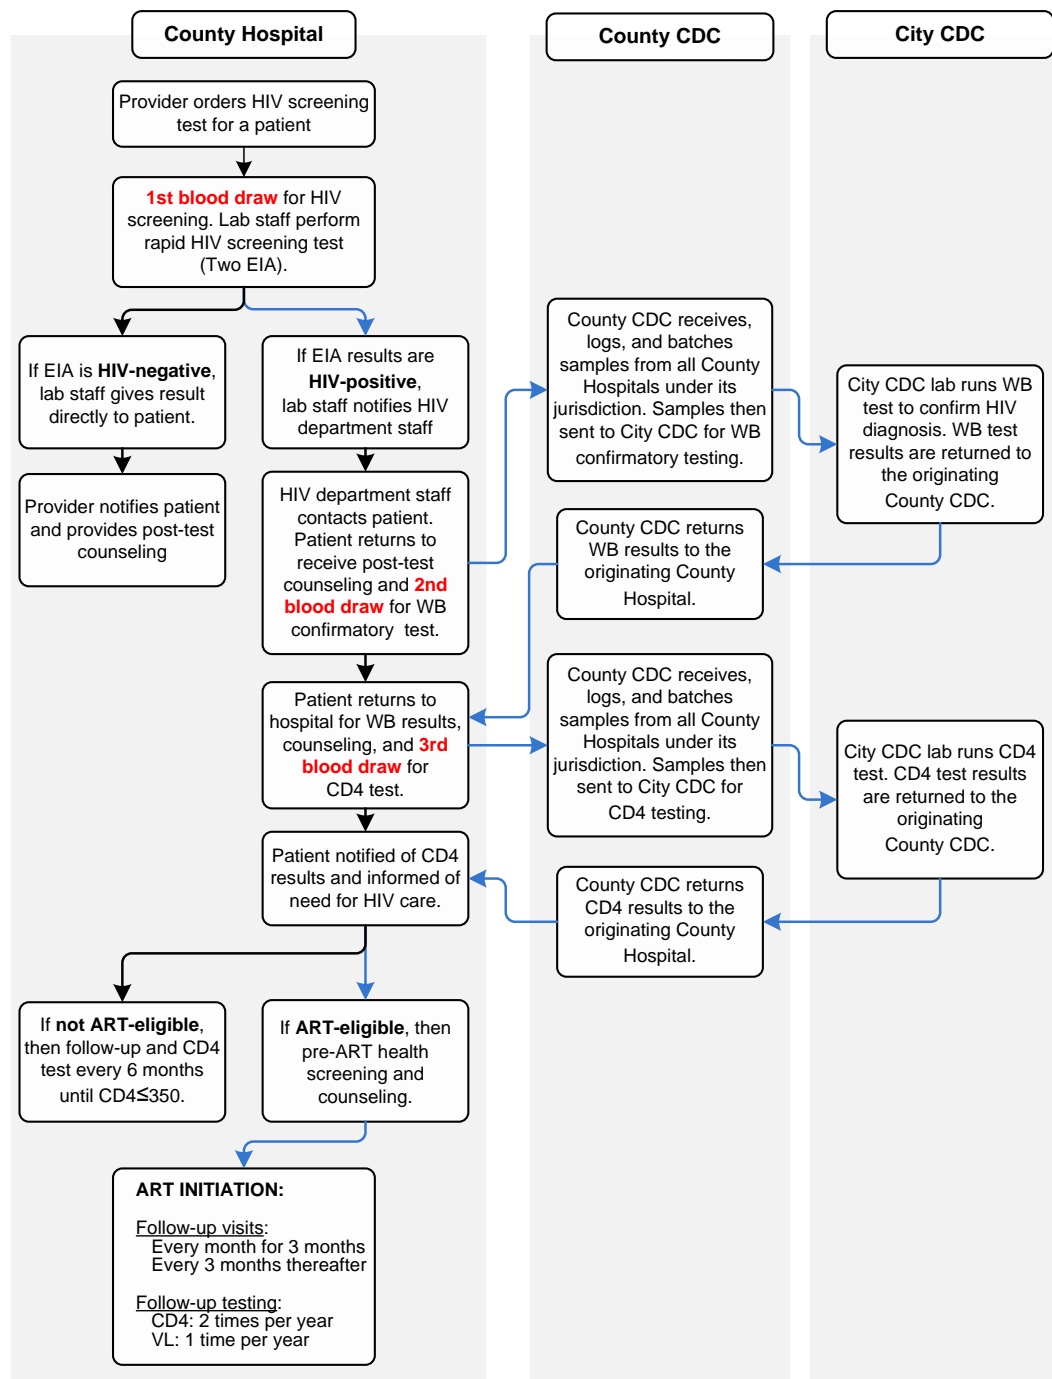 County Hospital
County CDC
City CDC
Provider orders HIV screening
test for a patient
1st blood draw for HIV
screening. Lab staff perform
rapid HIV screening test
(Two EIA).
If EIA is HIV-negative,
lab staff gives result
directly to patient.
If EIA results are
HIV-positive,
lab staff notifies HIV
department staff
County CDC receives,
logs, and batches
samples from all County
Hospitals under its
jurisdiction. Samples then
sent to City CDC for WB
confirmatory testing.
City CDC lab runs WB
test to confirm HIV
diagnosis. WB test
results are returned to
the originating
County CDC.
Provider notifies patient
and provides post-test
counseling
HIV department staff
contacts patient.
Patient returns to
receive post-test
counseling and 2nd
blood draw for WB
confirmatory test.
County CDC returns
WB results to the
originating County
Hospital.
Patient returns to
hospital for WB results,
counseling, and 3rd
blood draw for
CD4 test.
County CDC receives,
logs, and batches
samples from all County
Hospitals under its
jurisdiction. Samples then
sent to City CDC for
CD4 testing.
City CDC lab runs CD4
test. CD4 test results
are returned to the
originating
County CDC.
Patient notified of CD4
results and informed of
need for HIV care.
County CDC returns
CD4 results to the
originating County
Hospital.
If not ART-eligible,
then follow-up and CD4
test every 6 months
until CD4≤350.
If ART-eligible, then
pre-ART health
screening and
counseling.
ART INITIATION:
Follow-up visits:
Every month for 3 months
Every 3 months thereafter
Follow-up testing:
CD4: 2 times per year
VL: 1 time per year